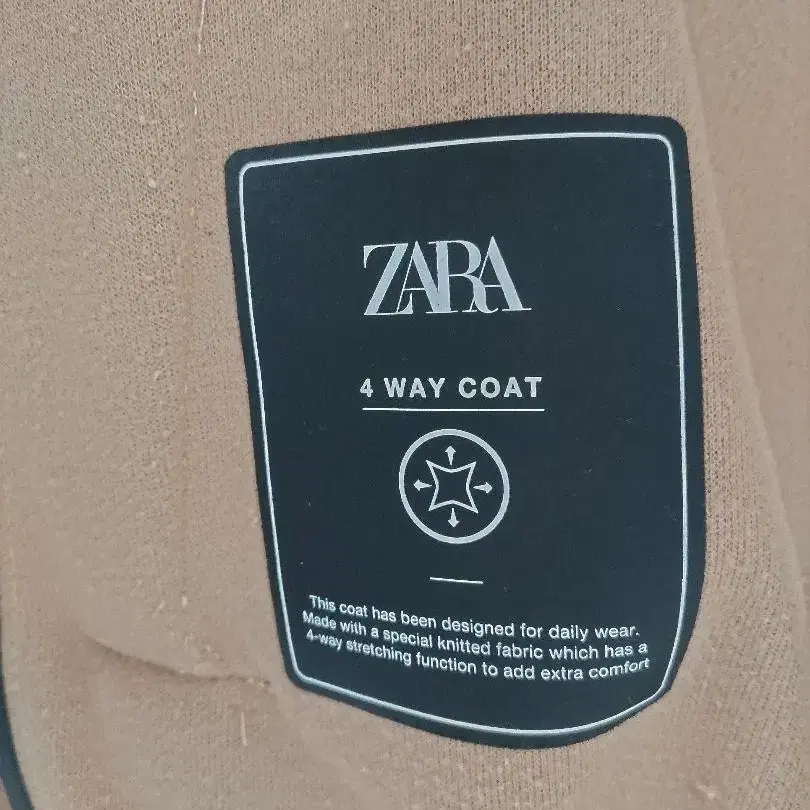 ZARA
4 WAY COAT
This coat has been designed for daily wear.
Made with a special knitted fabric which has a
4-way stretching function to add extra comfort